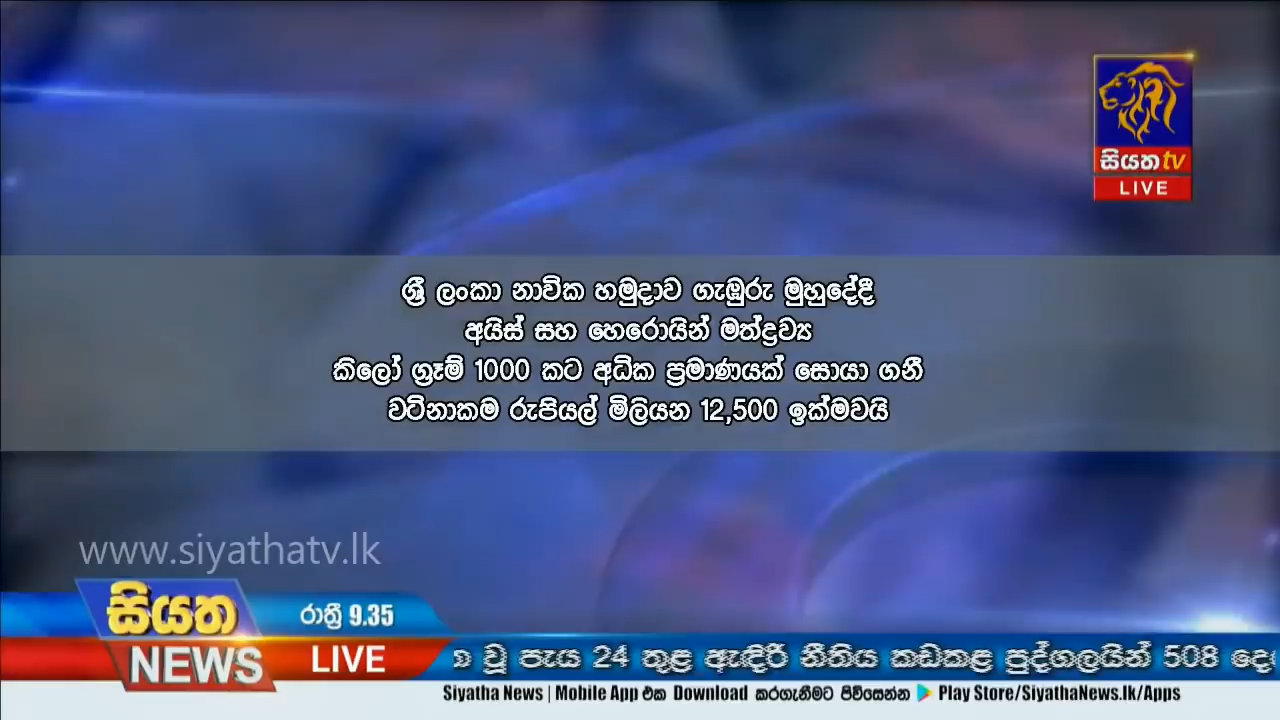 සියත tv
LIVE
ශ්‍රී ලංකා නාවික හමුදාව ගැඹුරු මුහුදේදී
අයිස් සහ හෙරොයින් මත්ද්‍රව්‍ය
කිලෝ ග්‍රෑම් 1000 කට අධික ප්‍රමාණයක් සොයා ගනී
වටිනාකම රුපියල් මිලියන 12,500 ඉක්මවයි
www.siyathatv.lk
සියත
රාත්‍රී 9.35
NEWS
LIVE
වූ පැය 24 තුළ ඇඳිරි නීතිය කඩකළ පුද්ගලයින් 508 දෙ
Siyatha News | Mobile App එක Download කරගැනීමට පිවිසෙන්න Play Store/SiyathaNews.lk/Apps